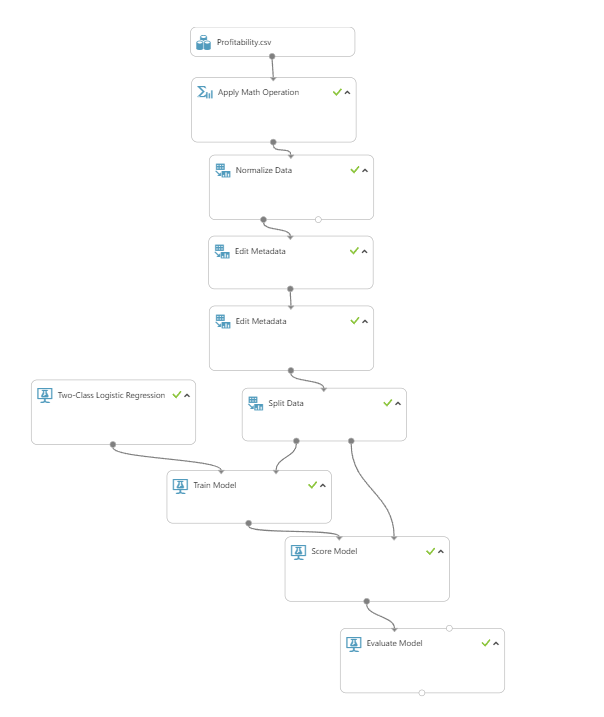 Profitability.csv
Apply Math Operation
Normalize Data
Edit Metadata
Edit Metadata
Two-Class Logistic Regression
Split Data
Train Model
Score Model
Evaluate Model